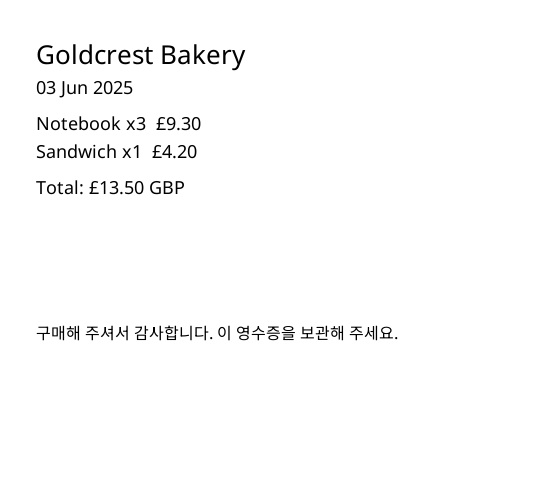 Goldcrest Bakery
03 Jun 2025
Notebook x3  £9.30
Sandwich x1  £4.20
Total: £13.50 GBP
구매해 주셔서 감사합니다. 이 영수증을 보관해 주세요.